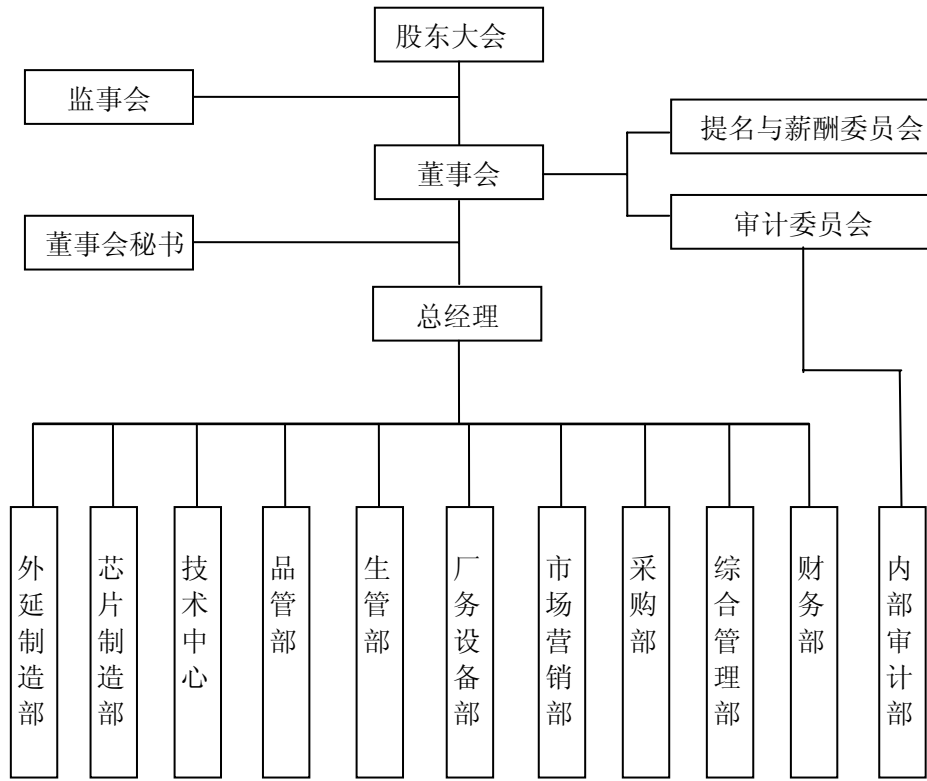 股东大会
监事会
提名与薪酬委员会
董事会
审计委员会
董事会秘书
总经理
外延制造部
芯片制造部
技术中心
品管部
生管部
厂务设备部
市场营销部
采购部
综合管理部
财务部
内部审计部